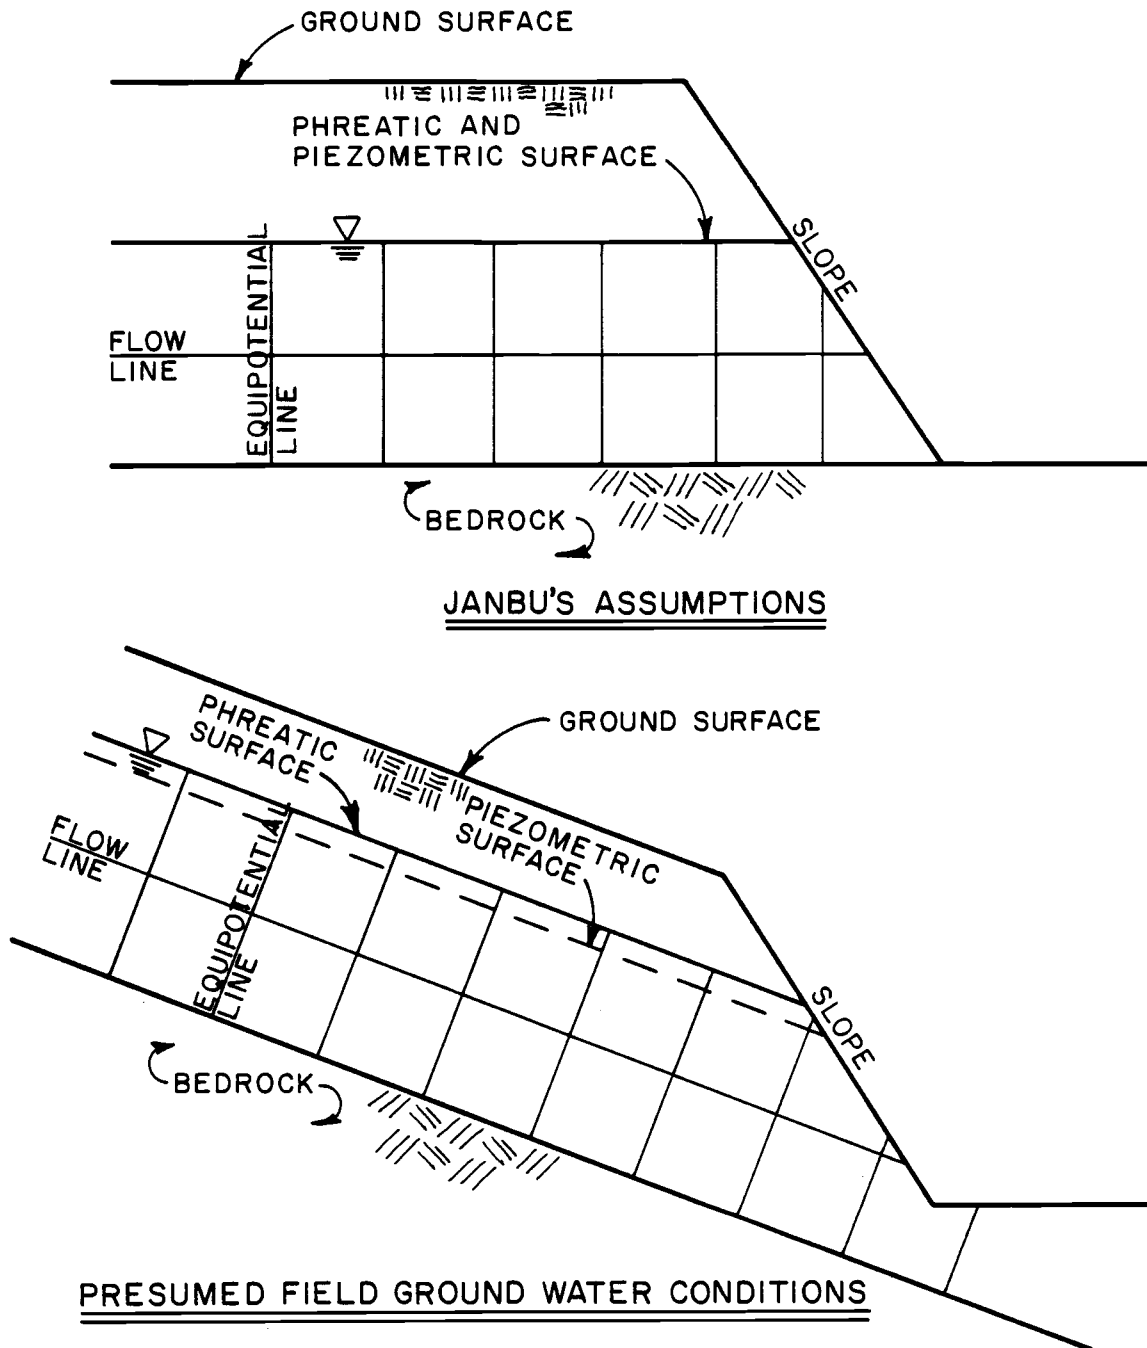 GROUND SURFACE
PHREATIC AND
PIEZOMETRIC SURFACE
SLOPE
EQUIPOTENTIAL
LINE
FLOW
LINE
BEDROCK
JANBU'S ASSUMPTIONS
PHREATIC
SURFACE
GROUND SURFACE
PIEZOMETRIC
SURFACE
FLOW
LINE
EQUIPOTENTIAL
LINE
SLOPE
BEDROCK
PRESUMED FIELD GROUND WATER CONDITIONS